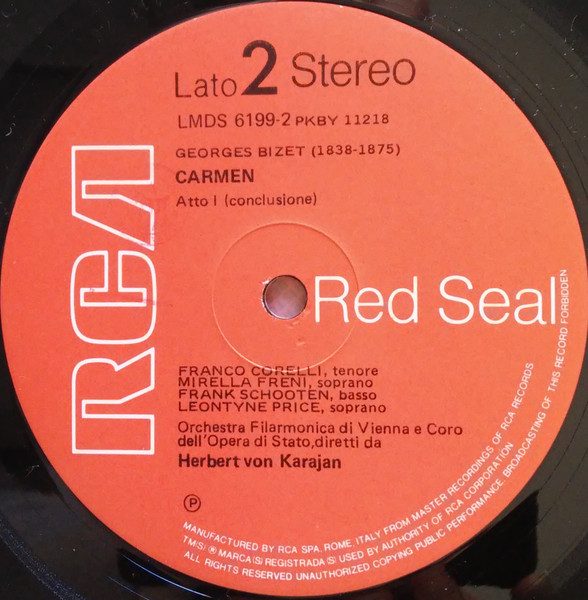 Lato 2 Stereo
LMDS 6199-2 PKBY 11218
GEORGES BIZET (1838-1875)
CARMEN
Atto I (conclusione)
RCA
Red Seal
FRANCO CORELLI, tenore
MIRELLA FRENI, soprano
FRANK SCHOOTEN, basso
LEONTYNE PRICE, soprano
Orchestra Filarmonica di Vienna e Coro
dell'Opera di Stato,diretti da
Herbert von Karajan
Ⓟ
MANUFACTURED BY RCA SPA, ROME, ITALY FROM MASTER RECORDINGS OF RCA RECORDS
TM(S)/® MARCA(S) REGISTRADA(S) USED BY AUTHORITY OF RCA CORPORATION
ALL RIGHTS RESERVED UNAUTHORIZED COPYING PUBLIC PERFORMANCE BROADCASTING OF THIS RECORD FORBIDDEN